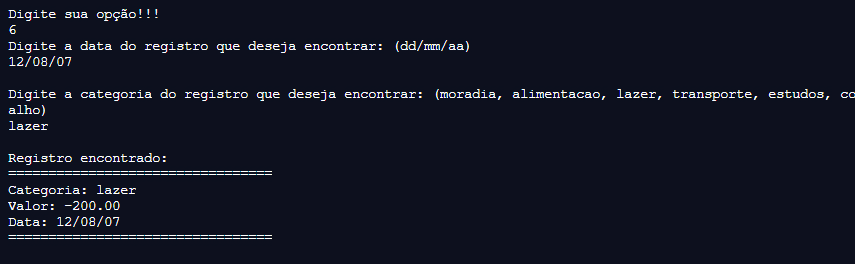 Digite sua opção!!!
6
Digite a data do registro que deseja encontrar: (dd/mm/aa)
12/08/07
Digite a categoria do registro que deseja encontrar: (moradia, alimentacao, lazer, transporte, estudos, co
alho)
lazer
Registro encontrado:
=================================
Categoria: lazer
Valor: -200.00
Data: 12/08/07
=================================